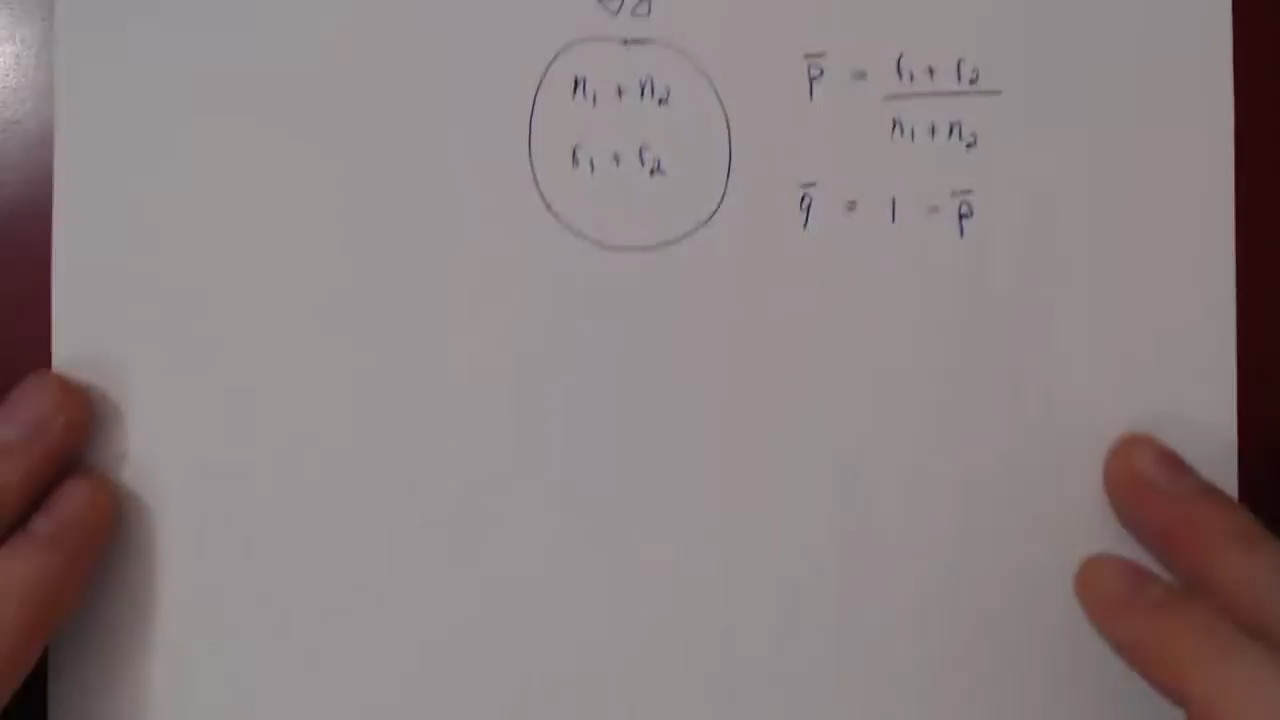 n₁ + n₂
r₁ + r₂
p̄ = r₁ + r₂ / n₁ + n₂
q̄ = 1 - p̄